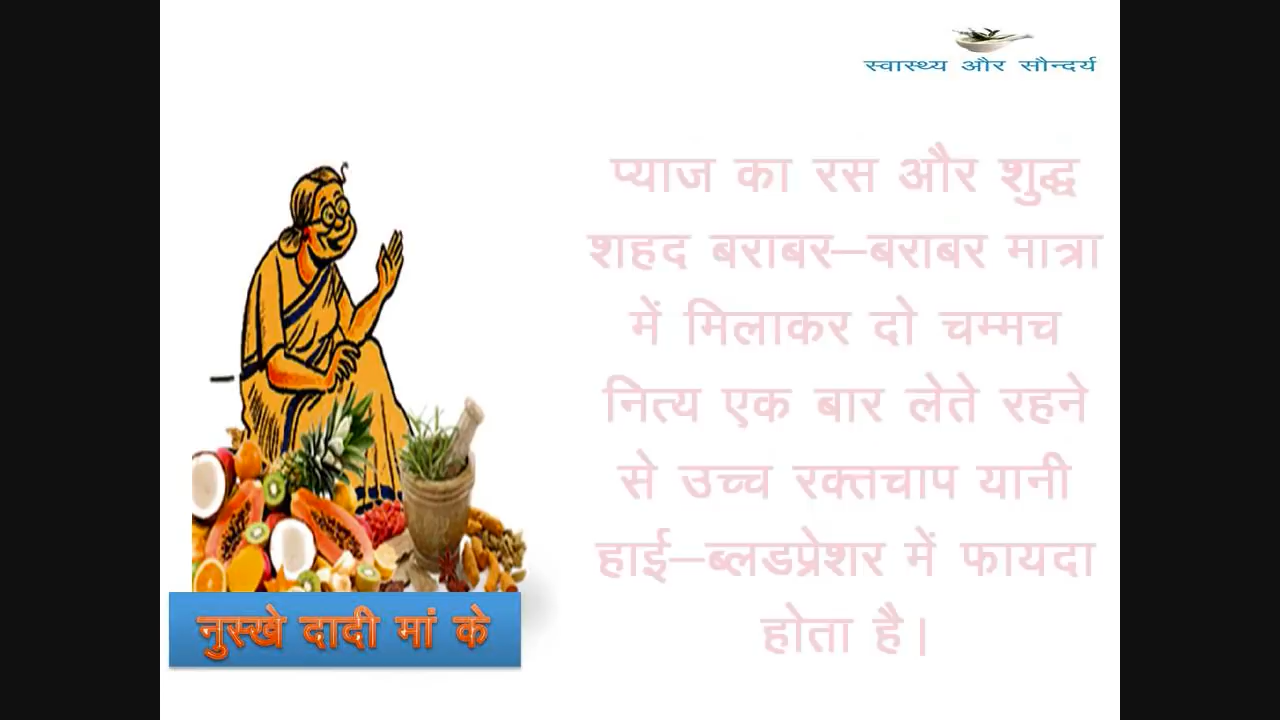 स्वास्थ्य और सौन्दर्य
प्याज का रस और शुद्ध
शहद बराबर–बराबर मात्रा
में मिलाकर दो चम्मच
नित्य एक बार लेते रहने
से उच्च रक्तचाप यानी
हाई–ब्लडप्रेशर में फायदा
होता है।
नुस्खे दादी मां के